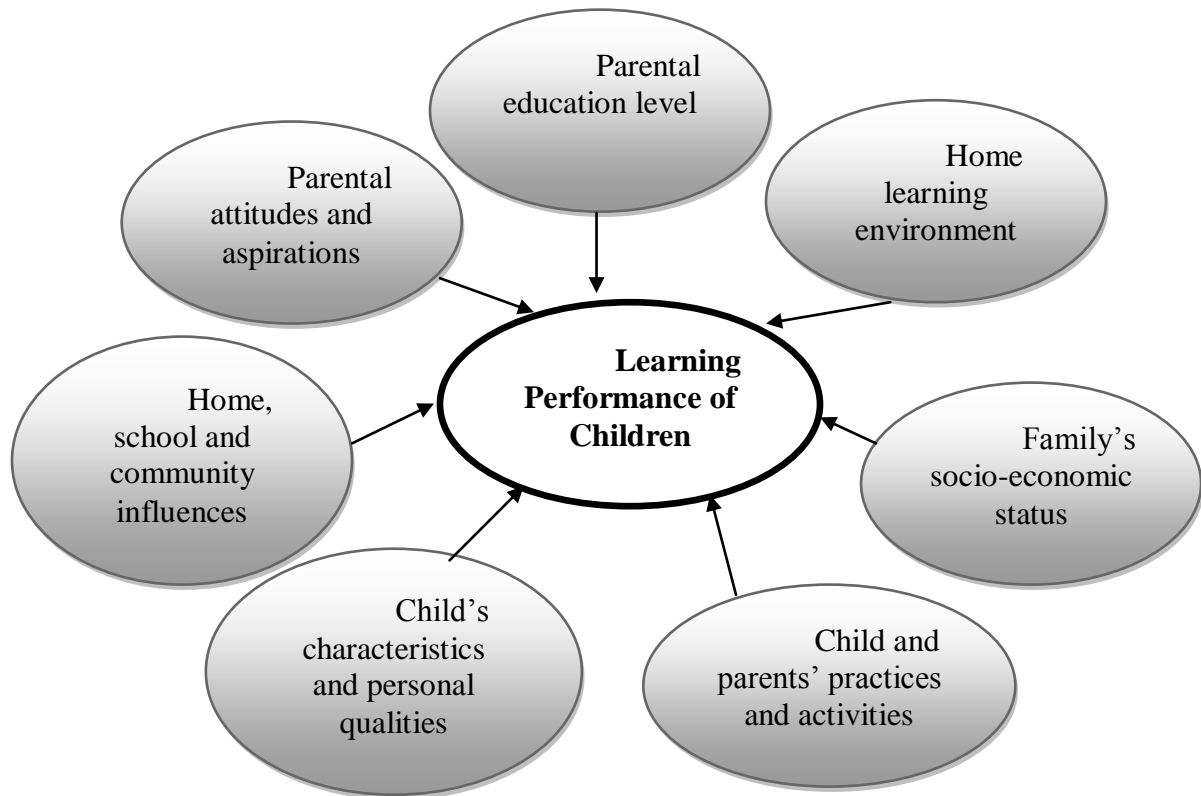 Parental
education level
Home
learning
environment
Parental
attitudes and
aspirations
Learning
Performance of
Children
Home,
school and
community
influences
Family’s
socio-economic
status
Child’s
characteristics
and personal
qualities
Child and
parents’ practices
and activities